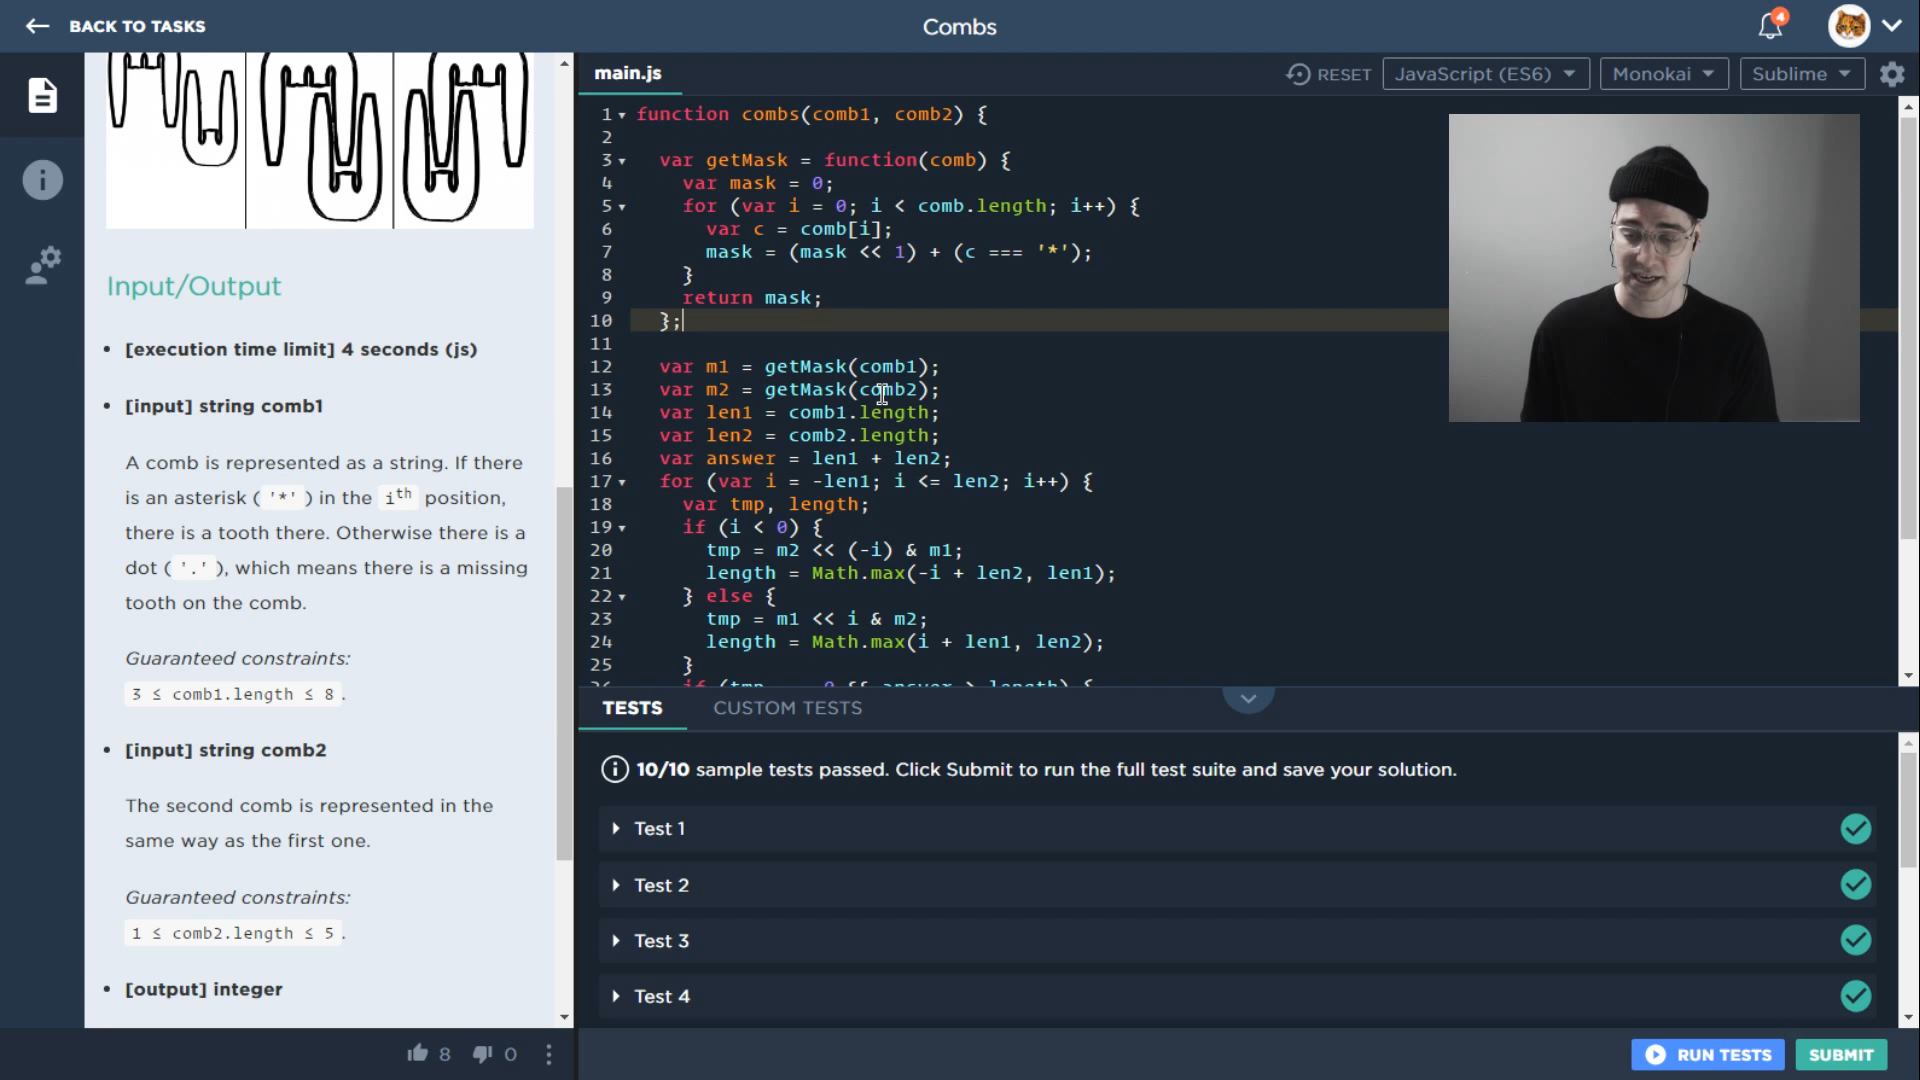 BACK TO TASKS
Combs
4
Input/Output
[execution time limit] 4 seconds (js)
[input] string comb1
A comb is represented as a string. If there
is an asterisk ( '*' ) in the ith position,
there is a tooth there. Otherwise there is a
dot ( '.' ), which means there is a missing
tooth on the comb.
Guaranteed constraints:
3 ≤ comb1.length ≤ 8 .
[input] string comb2
The second comb is represented in the
same way as the first one.
Guaranteed constraints:
1 ≤ comb2.length ≤ 5 .
[output] integer
8
0
main.js
RESET
JavaScript (ES6)
Monokai
Sublime
1 function combs(comb1, comb2) {
2
3 var getMask = function(comb) {
4 var mask = 0;
5 for (var i = 0; i < comb.length; i++) {
6 var c = comb[i];
7 mask = (mask << 1) + (c === '*');
8 }
9 return mask;
10 };
11
12 var m1 = getMask(comb1);
13 var m2 = getMask(comb2);
14 var len1 = comb1.length;
15 var len2 = comb2.length;
16 var answer = len1 + len2;
17 for (var i = -len1; i <= len2; i++) {
18 var tmp, length;
19 if (i < 0) {
20 tmp = m2 << (-i) & m1;
21 length = Math.max(-i + len2, len1);
22 } else {
23 tmp = m1 << i & m2;
24 length = Math.max(i + len1, len2);
25 }
TESTS
CUSTOM TESTS
10/10 sample tests passed. Click Submit to run the full test suite and save your solution.
Test 1
Test 2
Test 3
Test 4
RUN TESTS
SUBMIT